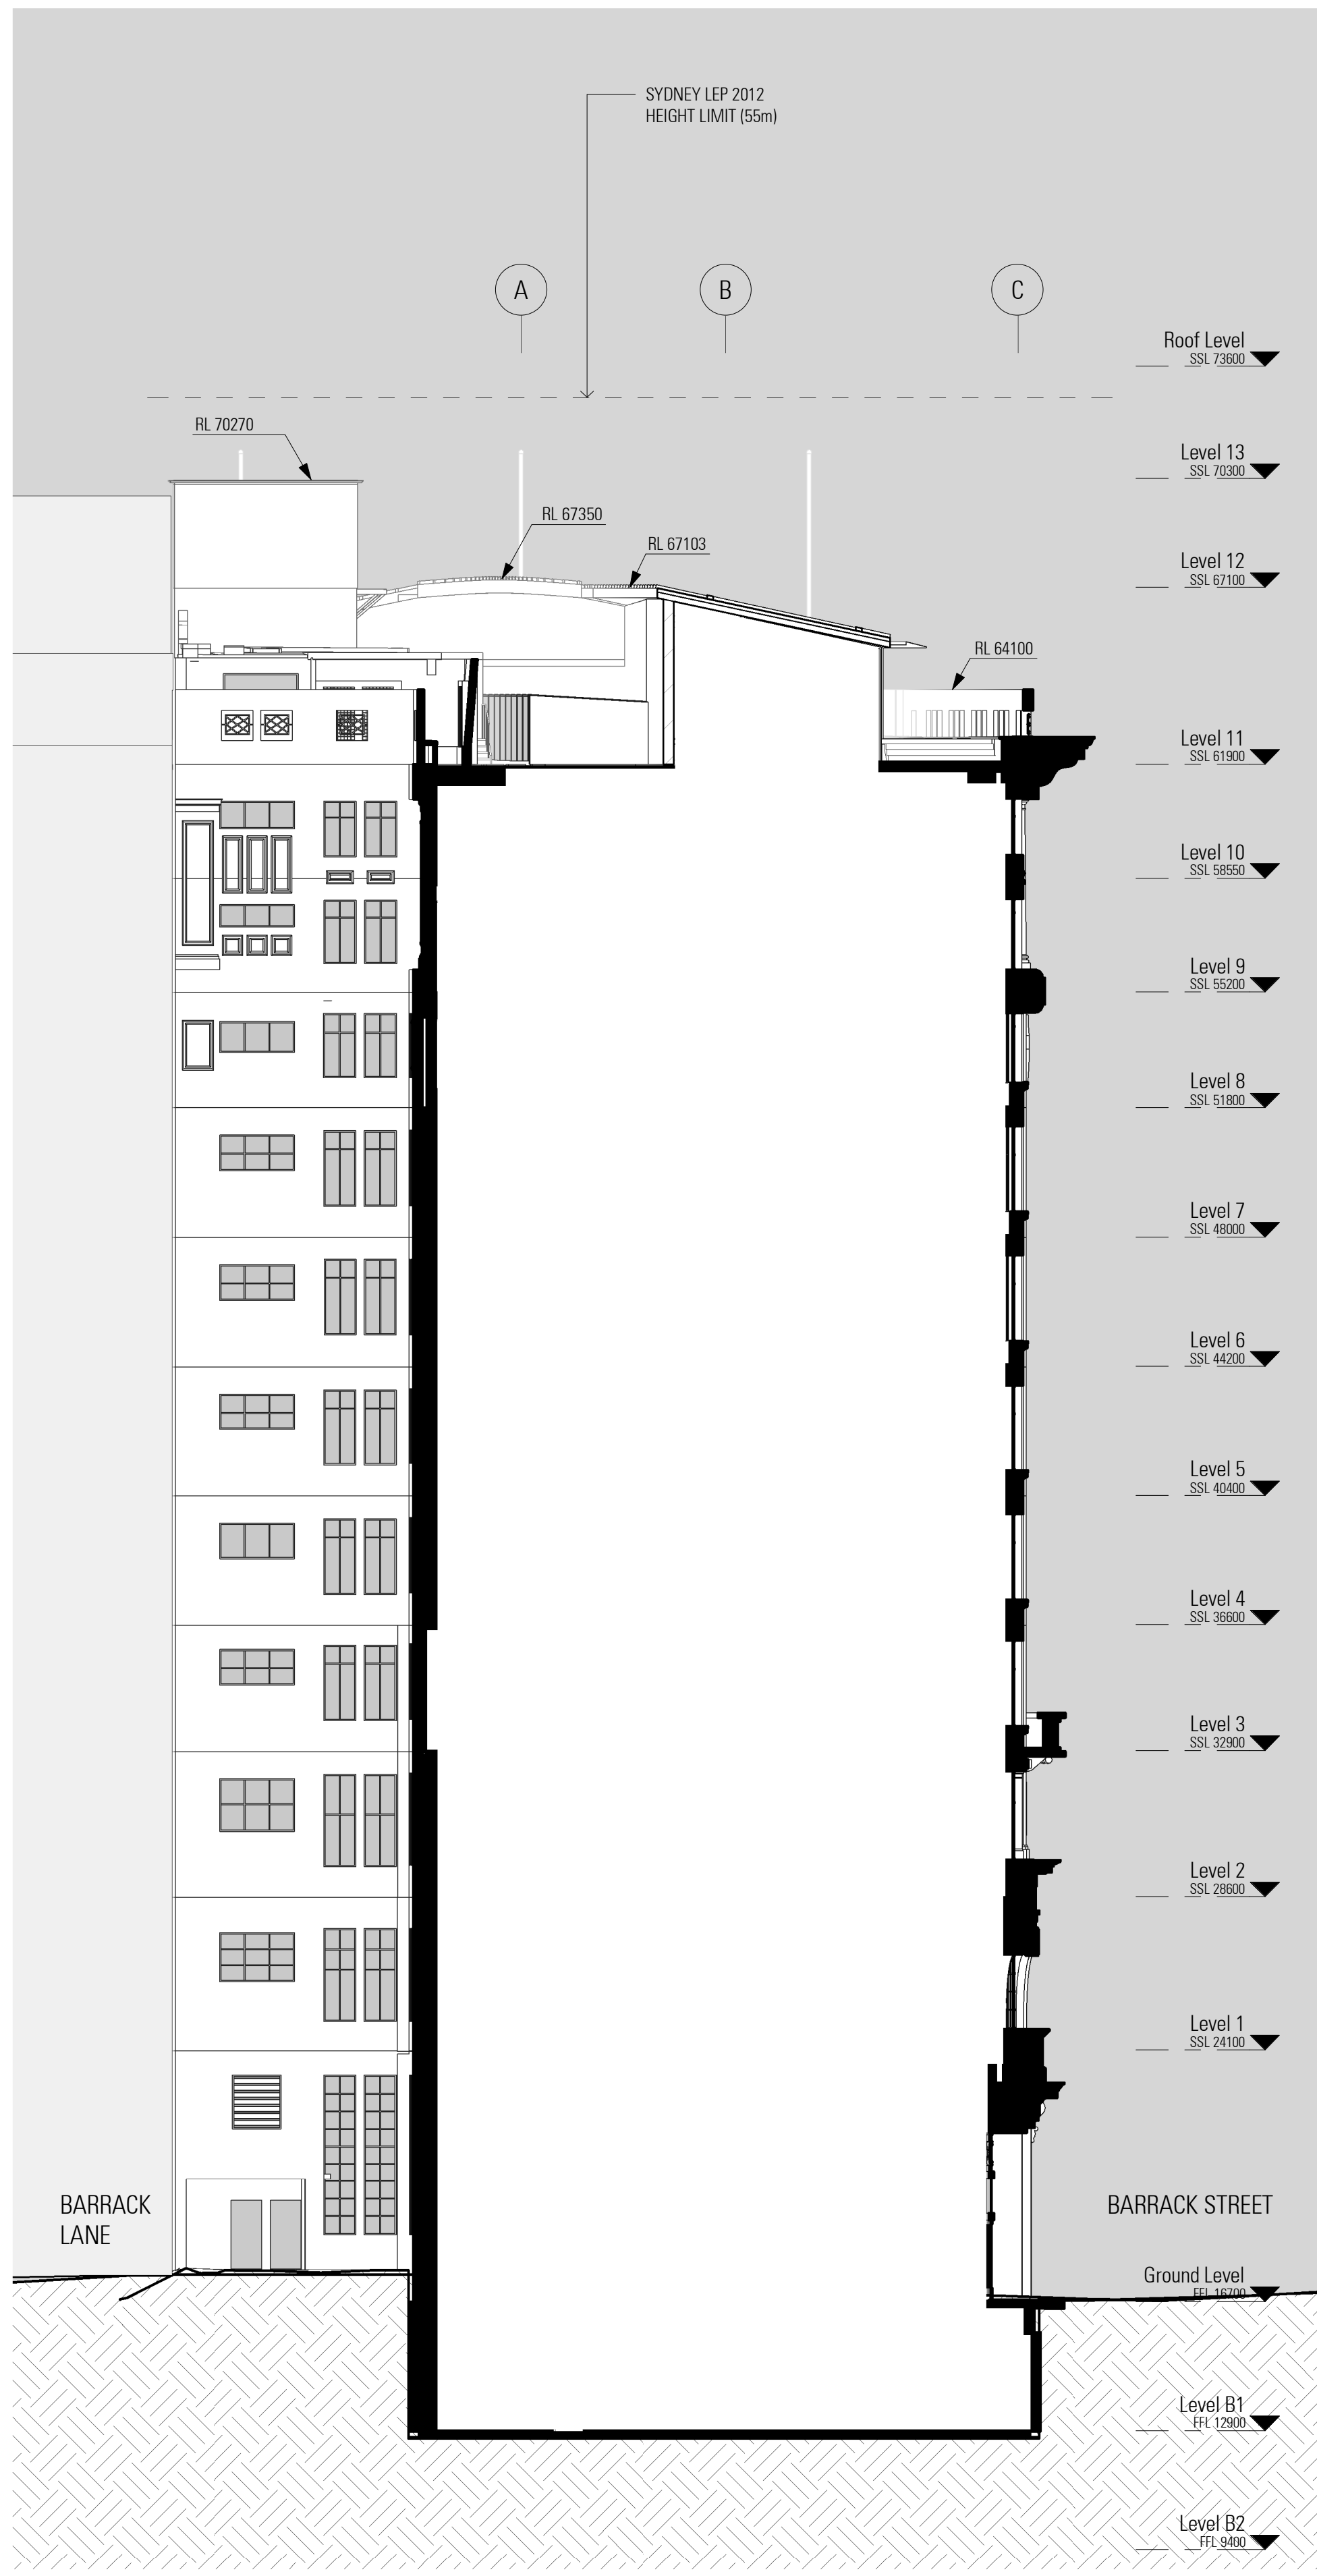 SYDNEY LEP 2012
HEIGHT LIMIT (55m)
A
B
C
Roof Level
SSL 73600
RL 70270
Level 13
SSL 70300
RL 67350
RL 67103
Level 12
SSL 67100
RL 64100
Level 11
SSL 61900
Level 10
SSL 58550
Level 9
SSL 55200
Level 8
SSL 51800
Level 7
SSL 48000
Level 6
SSL 44200
Level 5
SSL 40400
Level 4
SSL 36600
Level 3
SSL 32900
Level 2
SSL 28600
Level 1
SSL 24100
BARRACK
LANE
BARRACK STREET
Ground Level
FFL 16700
Level B1
FFL 12900
Level B2
FFL 9400